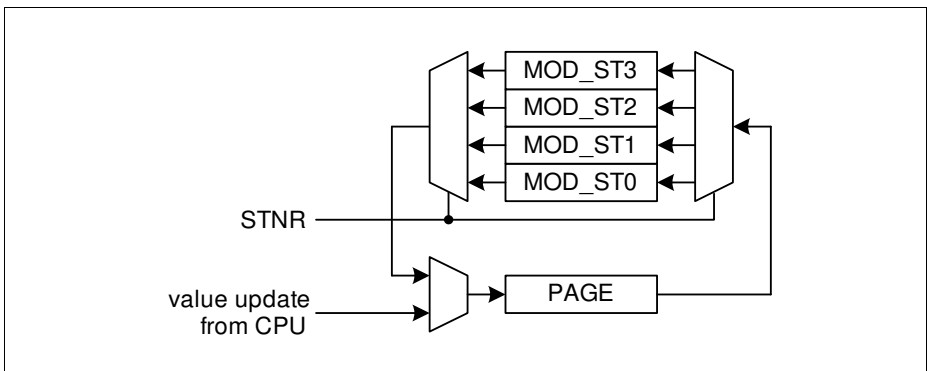 MOD_ST3
MOD_ST2
MOD_ST1
MOD_ST0
STNR
value update
from CPU
PAGE